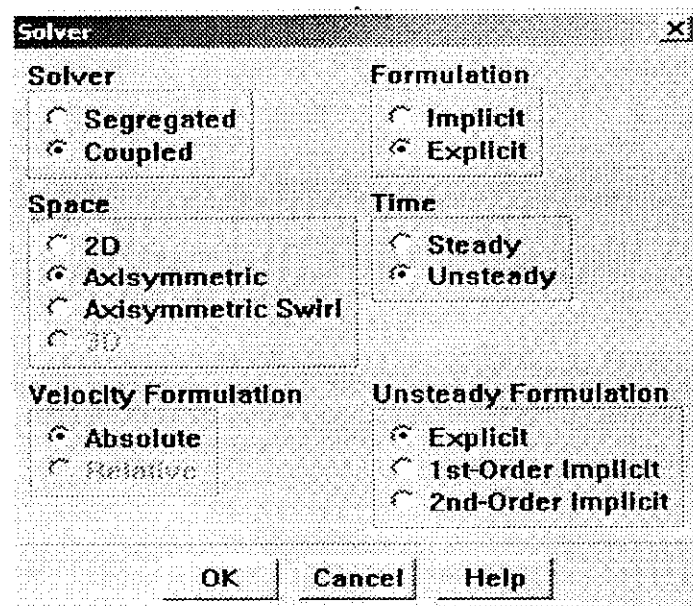 Solver
Solver
Segregated
Coupled
Formulation
Implicit
Explicit
Space
2D
Axisymmetric
Axisymmetric Swirl
3D
Time
Steady
Unsteady
Velocity Formulation
Absolute
Relative
Unsteady Formulation
Explicit
1st-Order Implicit
2nd-Order Implicit
OK
Cancel
Help